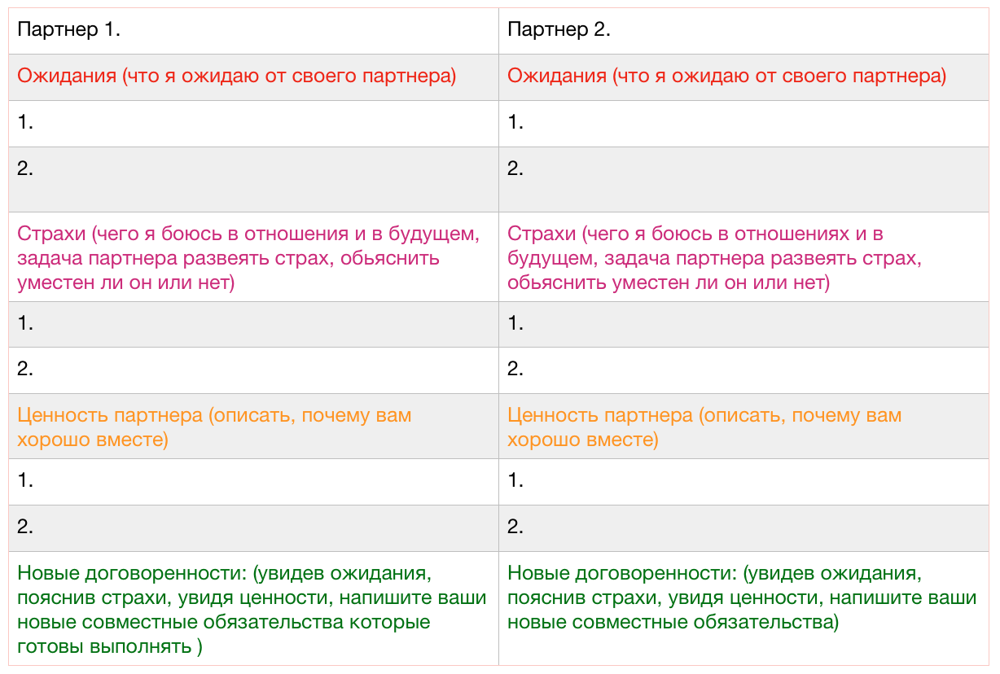 Партнер 1.
Партнер 2.
Ожидания (что я ожидаю от своего партнера)
Ожидания (что я ожидаю от своего партнера)
1.
1.
2.
2.
Страхи (чего я боюсь в отношения и в будущем,
задача партнера развеять страх, обьяснить
уместен ли он или нет)
Страхи (чего я боюсь в отношениях и в
будущем, задача партнера развеять страх,
обьяснить уместен ли он или нет)
1.
1.
2.
2.
Ценность партнера (описать, почему вам
хорошо вместе)
Ценность партнера (описать, почему вам
хорошо вместе)
1.
1.
2.
2.
Новые договоренности: (увидев ожидания,
пояснив страхи, увидя ценности, напишите ваши
новые совместные обязательства которые
готовы выполнять )
Новые договоренности: (увидев ожидания,
пояснив страхи, увидя ценности, напишите ваши
новые совместные обязательства)